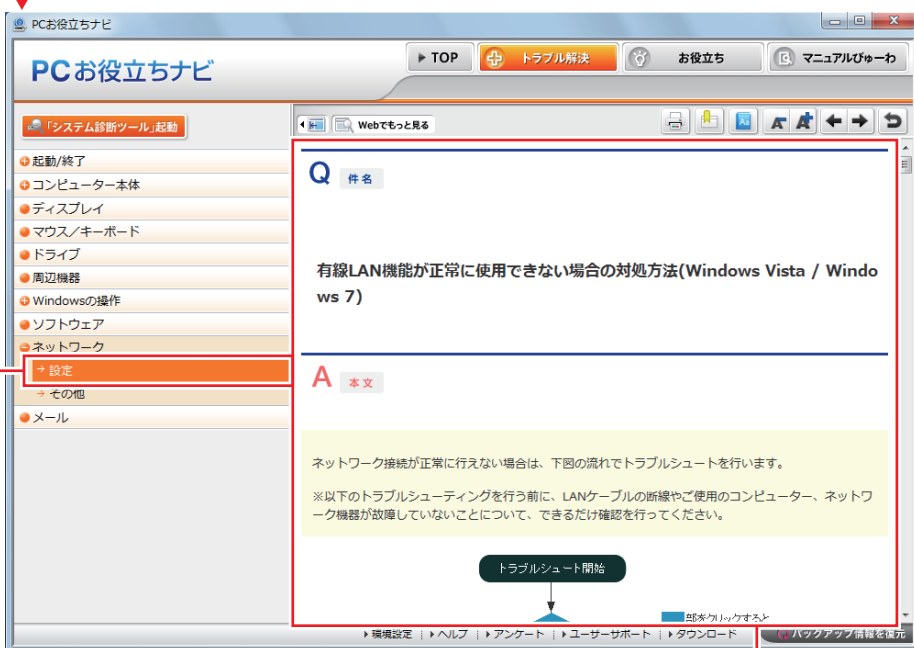 PCお役立ちナビ
PCお役立ちナビ
TOP
トラブル解決
お役立ち
マニュアルびゅーわ
「システム診断ツール」起動
Webでもっと見る
起動/終了
コンピューター本体
ディスプレイ
マウス／キーボード
ドライブ
周辺機器
Windowsの操作
ソフトウェア
ネットワーク
→ 設定
→ その他
メール
Q 件名
有線LAN機能が正常に使用できない場合の対処方法(Windows Vista / Windo
ws 7)
A 本文
ネットワーク接続が正常に行えない場合は、下図の流れでトラブルシュートを行います。
※以下のトラブルシューティングを行う前に、LANケーブルの断線やご使用のコンピューター、ネットワ
ーク機器が故障していないことについて、できるだけ確認を行ってください。
トラブルシュート開始
部をクリックすると
環境設定 | ヘルプ | アンケート | ユーザーサポート | ダウンロード
バックアップ情報を復元